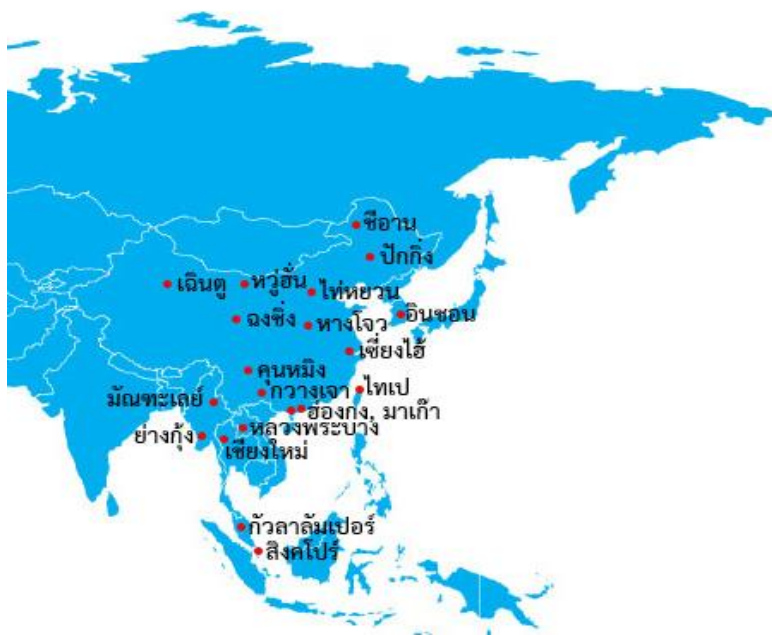 ซีอาน
ปักกิ่ง
เฉินตู
หวู่ฮั่น
ไท่หยวน
ฉงชิ่ง
หางโจว
อินชอน
เซี่ยงไฮ้
คุนหมิง
กวางเจา
ไทเป
มัณฑะเลย์
ฮ่องกง, มาเก๊า
ย่างกุ้ง
หลวงพระบาง
เชียงใหม่
กัวลาลัมเปอร์
สิงคโปร์